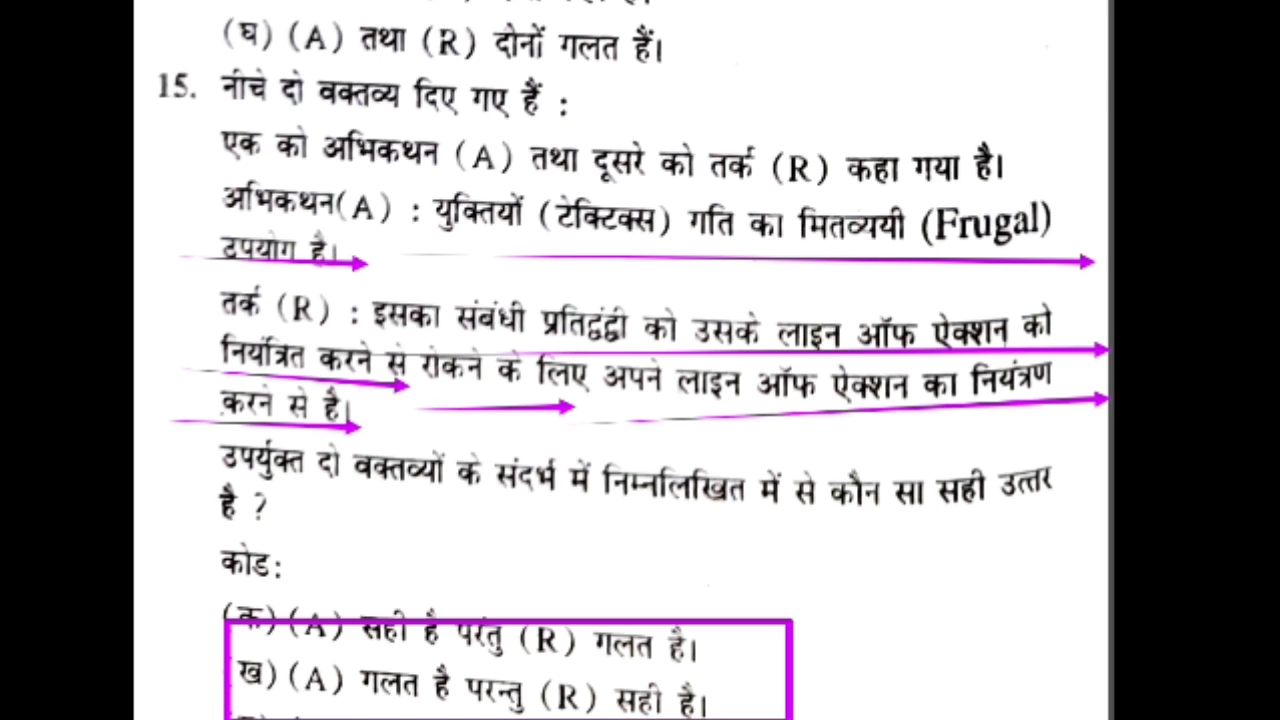 (घ) (A) तथा (R) दोनों गलत हैं।
15. नीचे दो वक्तव्य दिए गए हैं :
एक को अभिकथन (A) तथा दूसरे को तर्क (R) कहा गया है।
अभिकथन(A) : युक्तियों (टेक्टिक्स) गति का मितव्ययी (Frugal)
उपयोग है।
तर्क (R) : इसका संबंधी प्रतिद्वंद्वी को उसके लाइन ऑफ ऐक्शन को
नियंत्रित करने से रोकने के लिए अपने लाइन ऑफ ऐक्शन का नियंत्रण
करने से है।
उपर्युक्त दो वक्तव्यों के संदर्भ में निम्नलिखित में से कौन सा सही उत्तर
है ?
कोड:
(क) (A) सही है परंतु (R) गलत है।
ख) (A) गलत है परन्तु (R) सही है।